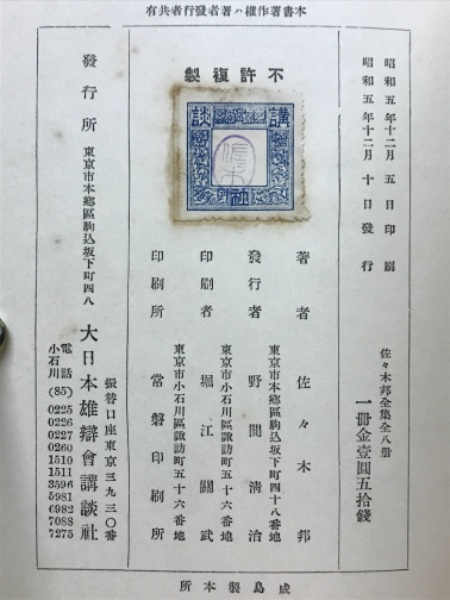 本書著作權ハ著者發行者共有
昭和五年十二月五日印刷
昭和五年十二月十日發行
佐々木邦全集全八册
一册金壹圓五拾錢
不許複製
講談
社
著者 佐々木邦
東京市本鄕區駒込坂下町四十八番地
發行者 野間淸治
東京市小石川區諏訪町五十六番地
印刷者 堀江關武
東京市小石川區諏訪町五十六番地
印刷所 常磐印刷所
發行所
東京市本鄕區駒込坂下町四八
大日本雄辯會講談社
振替口座東京三九三〇番
電話
小石川
(85)
0225
0226
0227
0260
1510
1511
3596
5981
6982
7088
7275
成島製本所